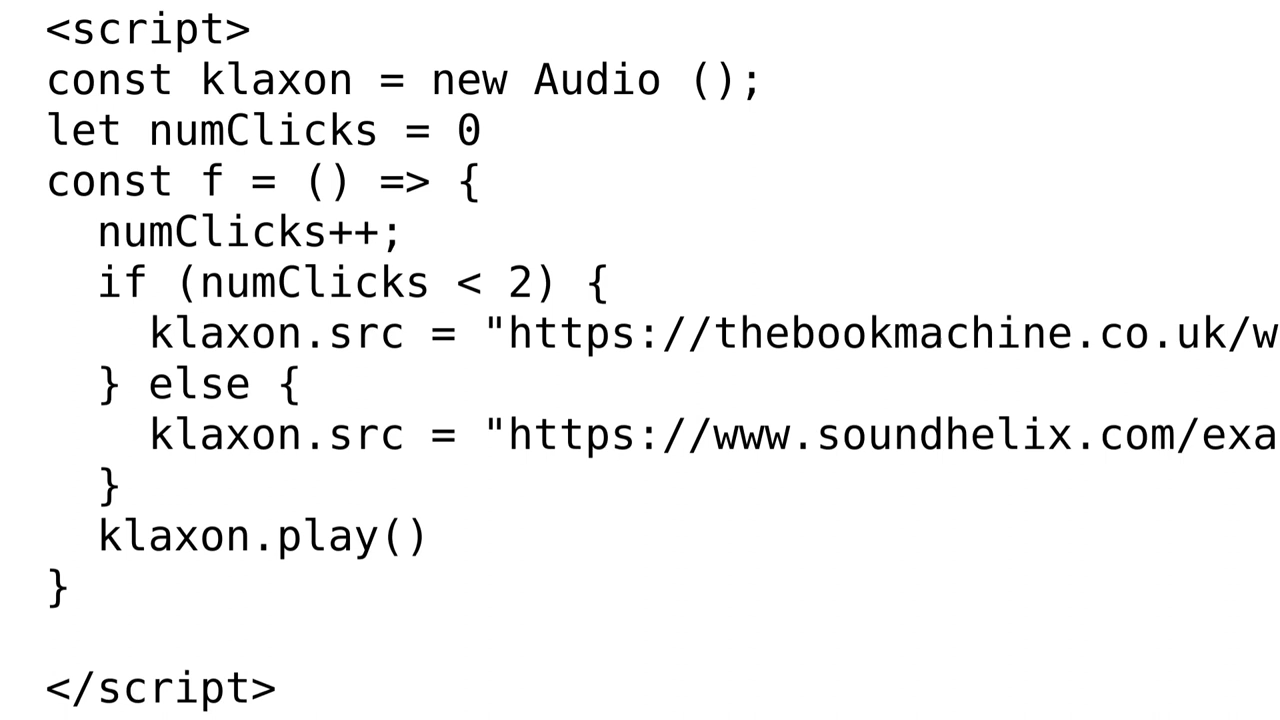 <script>
const klaxon = new Audio ();
let numClicks = 0
const f = () => {
  numClicks++;
  if (numClicks < 2) {
    klaxon.src = "https://thebookmachine.co.uk/w
  } else {
    klaxon.src = "https://www.soundhelix.com/exa
  }
  klaxon.play()
}

</script>